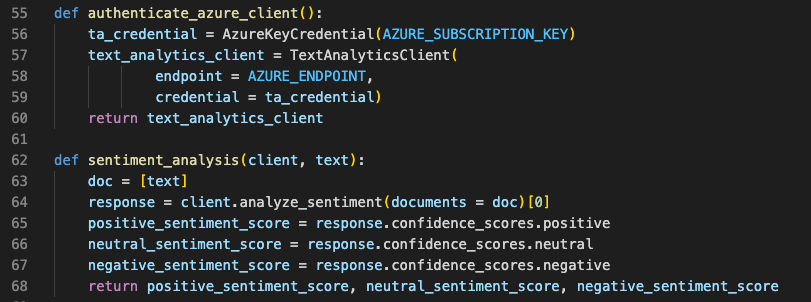 55 def authenticate_azure_client():
56     ta_credential = AzureKeyCredential(AZURE_SUBSCRIPTION_KEY)
57     text_analytics_client = TextAnalyticsClient(
58             endpoint = AZURE_ENDPOINT,
59             credential = ta_credential)
60     return text_analytics_client
61
62 def sentiment_analysis(client, text):
63     doc = [text]
64     response = client.analyze_sentiment(documents = doc)[0]
65     positive_sentiment_score = response.confidence_scores.positive
66     neutral_sentiment_score = response.confidence_scores.neutral
67     negative_sentiment_score = response.confidence_scores.negative
68     return positive_sentiment_score, neutral_sentiment_score, negative_sentiment_score